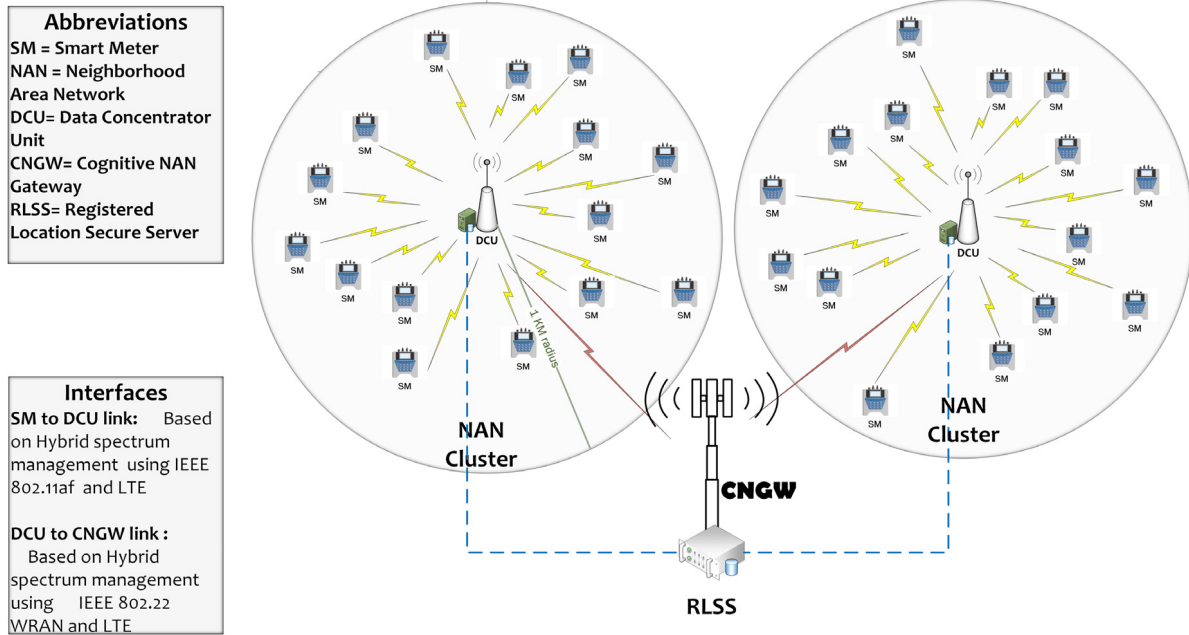 Abbreviations
SM = Smart Meter
NAN = Neighborhood
Area Network
DCU= Data Concentrator
Unit
CNGW= Cognitive NAN
Gateway
RLSS= Registered
Location Secure Server
Interfaces
SM to DCU link: Based
on Hybrid spectrum
management using IEEE
802.11af and LTE
DCU to CNGW link :
Based on Hybrid
spectrum management
using IEEE 802.22
WRAN and LTE
SM
SM
SM
SM
SM
SM
SM
SM
DCU
SM
SM
SM
SM
SM
SM
SM
1 KM radius
NAN
Cluster
SM
SM
SM
SM
SM
SM
SM
SM
SM
DCU
SM
SM
SM
SM
SM
SM
NAN
Cluster
CNGW
RLSS